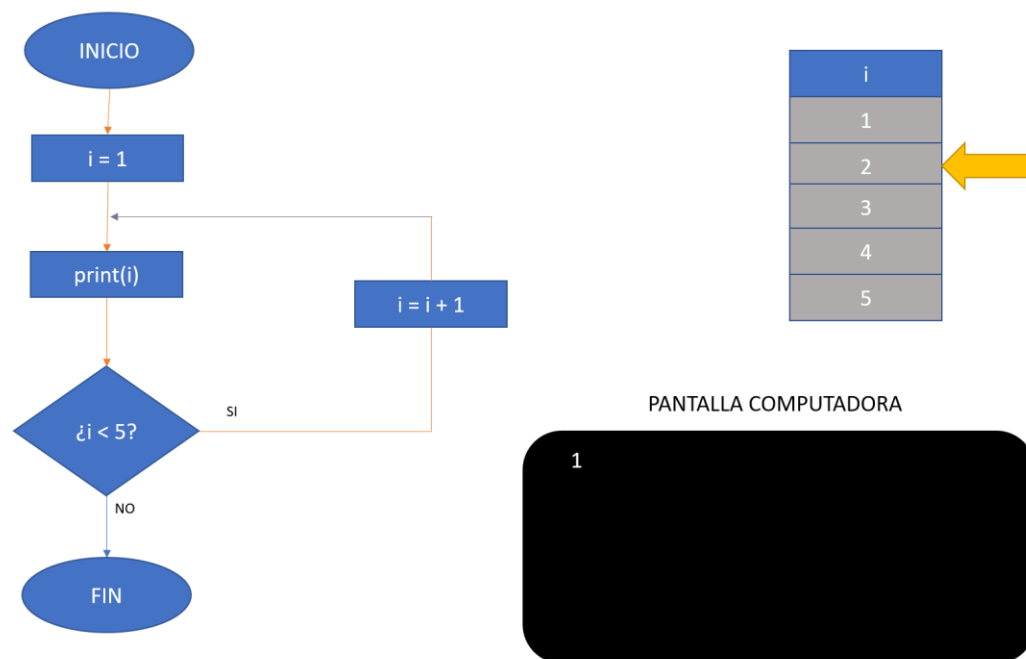 INICIO
i = 1
print(i)
i = i + 1
¿i < 5?
SI
NO
FIN
i
1
2
3
4
5
PANTALLA COMPUTADORA
1